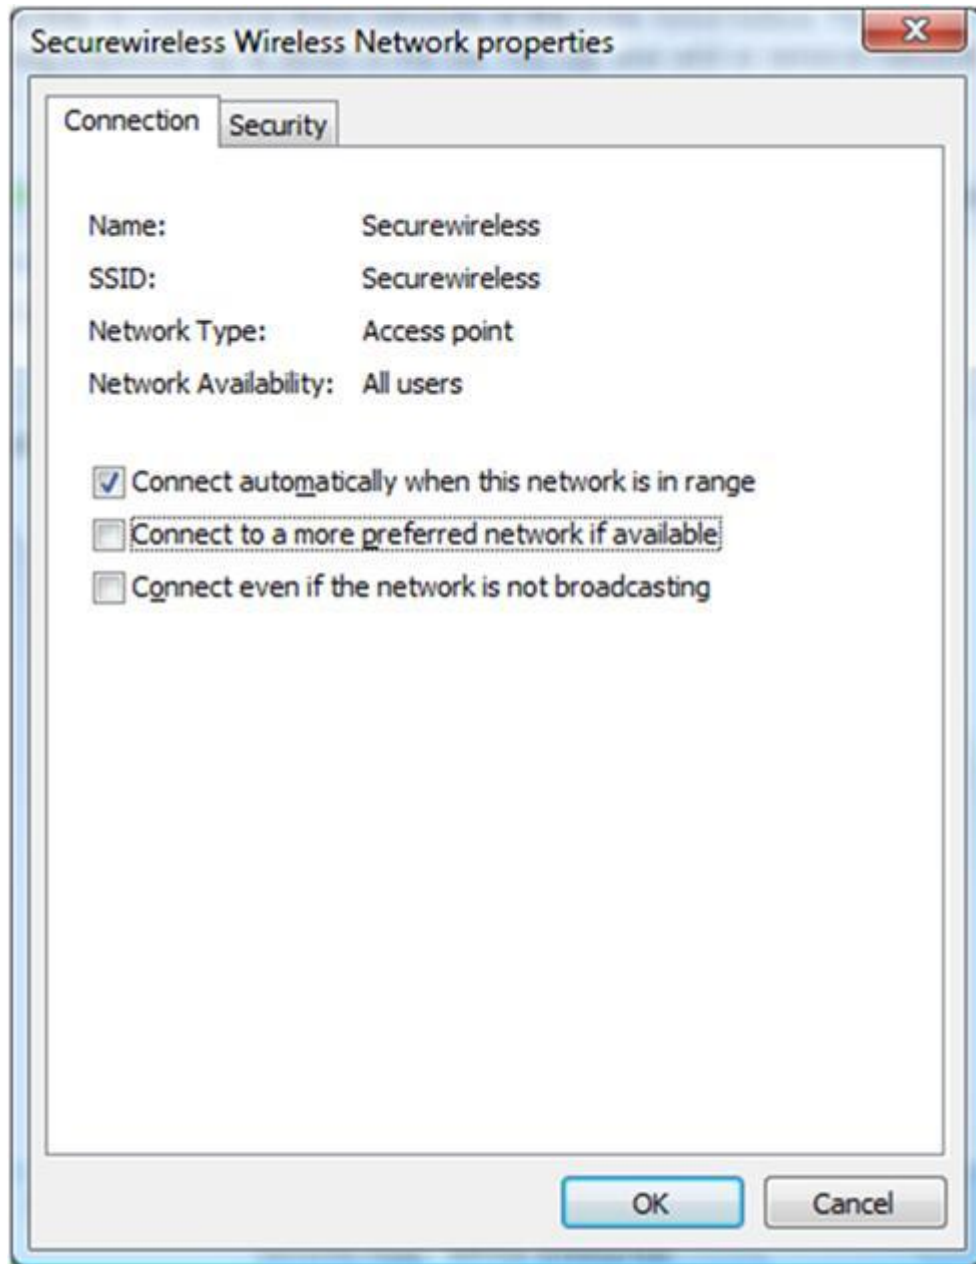 Securewireless Wireless Network properties
Connection Security
Name: Securewireless
SSID: Securewireless
Network Type: Access point
Network Availability: All users
Connect automatically when this network is in range
Connect to a more preferred network if available
Connect even if the network is not broadcasting
OK Cancel